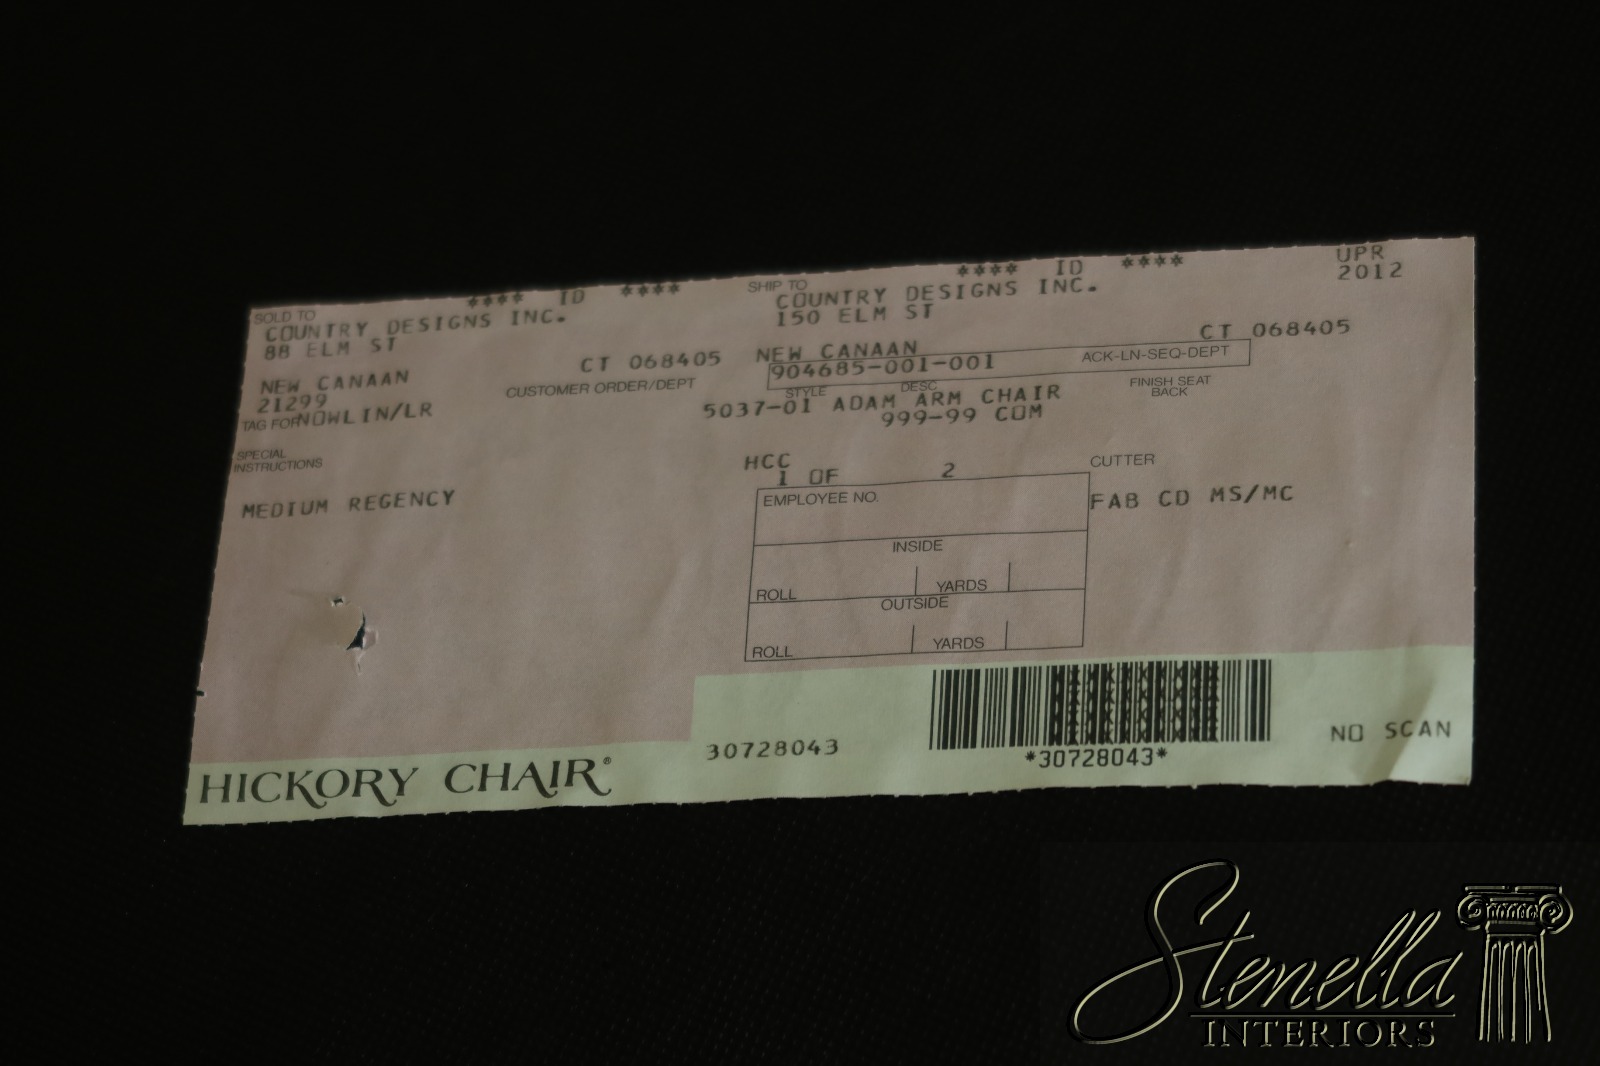 **** ID ****
SOLD TO
COUNTRY DESIGNS INC.
88 ELM ST
CT 068405
NEW CANAAN
21299
CUSTOMER ORDER/DEPT
TAG FOR NOWLIN/LR
SPECIAL
INSTRUCTIONS
MEDIUM REGENCY
**** ID ****
UPR
2012
SHIP TO
COUNTRY DESIGNS INC.
150 ELM ST
CT 068405
NEW CANAAN
904685-001-001 ACK-LN-SEQ-DEPT
STYLE DESC FINISH SEAT
BACK
5037-01 ADAM ARM CHAIR
999-99 COM
HCC
1 OF 2
CUTTER
EMPLOYEE NO.
FAB CD MS/MC
INSIDE
ROLL YARDS
OUTSIDE
ROLL YARDS
30728043
*30728043*
NO SCAN
HICKORY CHAIR®
Stenella
INTERIORS